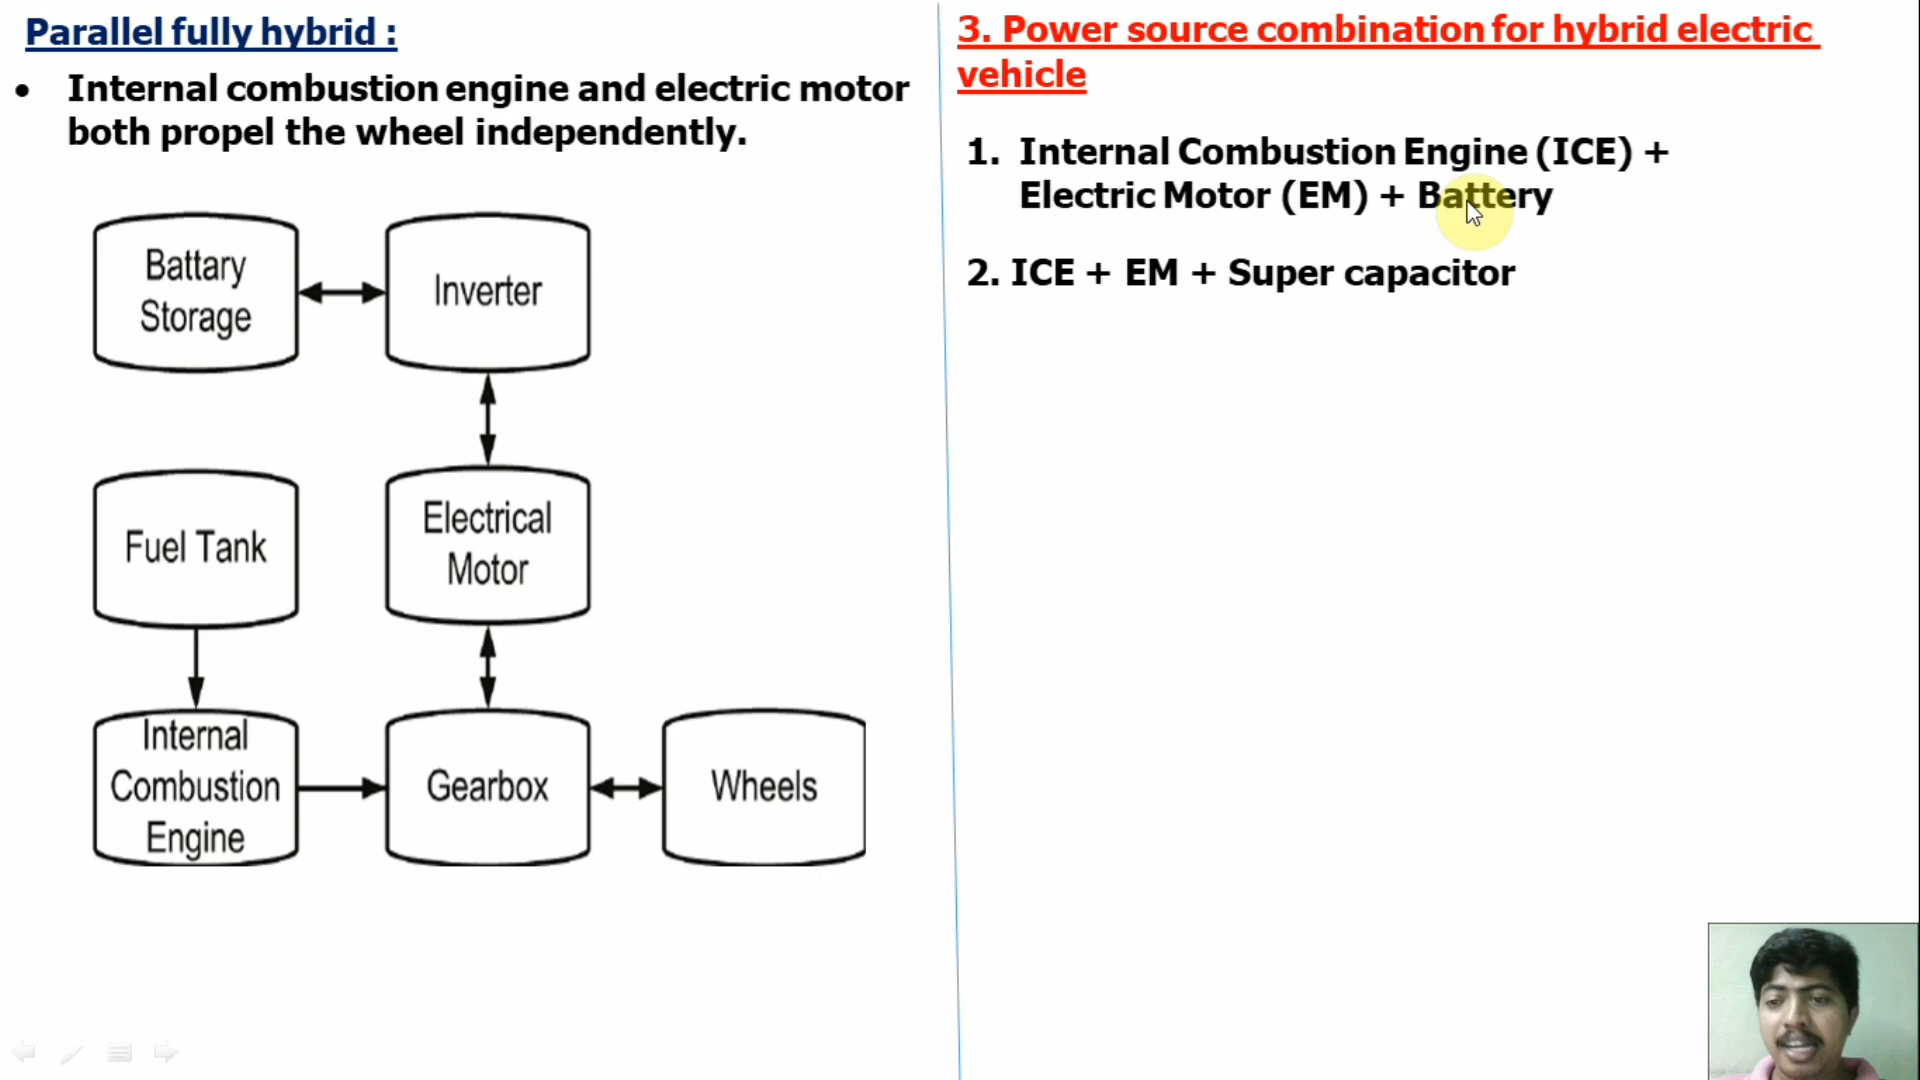 Parallel fully hybrid :
• Internal combustion engine and electric motor
both propel the wheel independently.
Battary
Storage
Inverter
Fuel Tank
Electrical
Motor
Internal
Combustion
Engine
Gearbox
Wheels
3. Power source combination for hybrid electric
vehicle
1. Internal Combustion Engine (ICE) +
Electric Motor (EM) + Battery
2. ICE + EM + Super capacitor